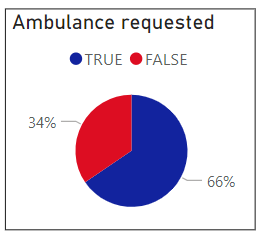 Ambulance requested
TRUE FALSE
34%
66%